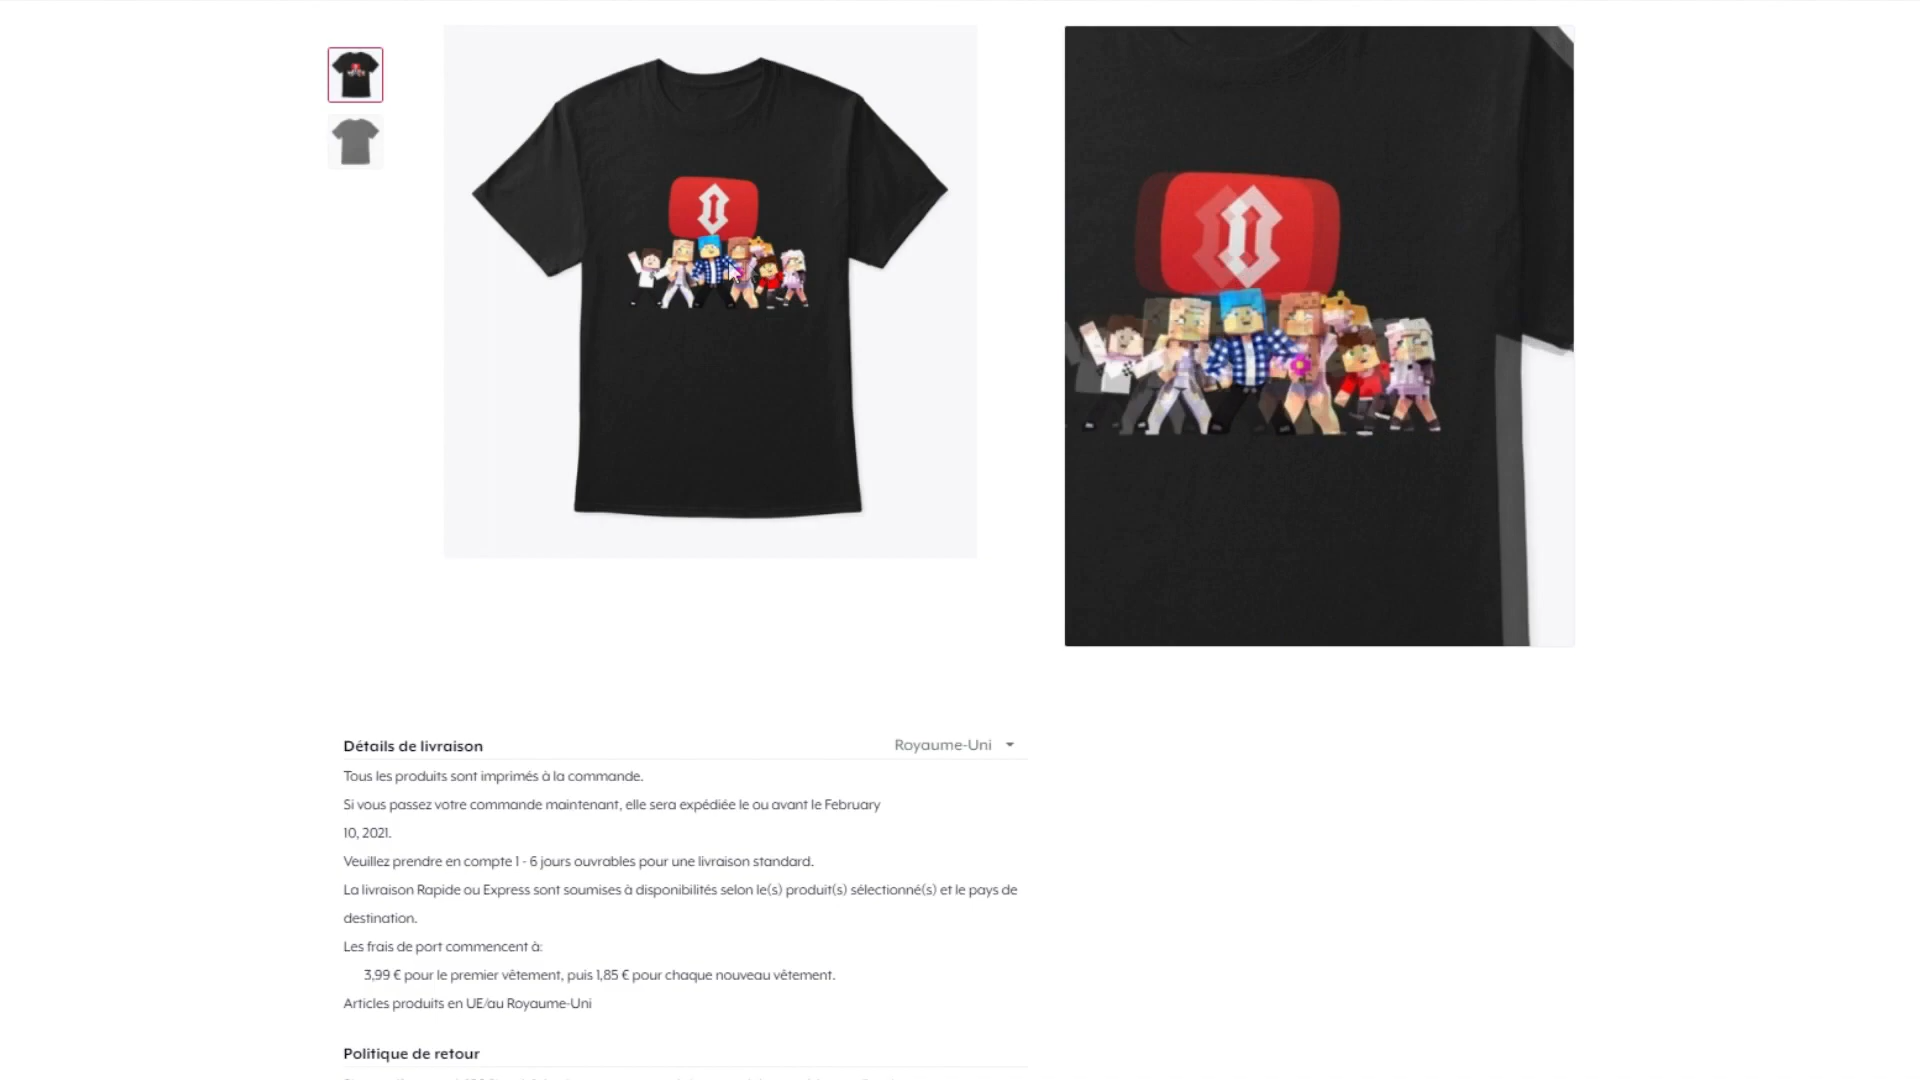 Détails de livraison
Royaume-Uni
Tous les produits sont imprimés à la commande.
Si vous passez votre commande maintenant, elle sera expédiée le ou avant le February
10, 2021.
Veuillez prendre en compte 1 - 6 jours ouvrables pour une livraison standard.
La livraison Rapide ou Express sont soumises à disponibilités selon le(s) produit(s) sélectionné(s) et le pays de
destination.
Les frais de port commencent à:
3,99 € pour le premier vêtement, puis 1,85 € pour chaque nouveau vêtement.
Articles produits en UE/au Royaume-Uni
Politique de retour